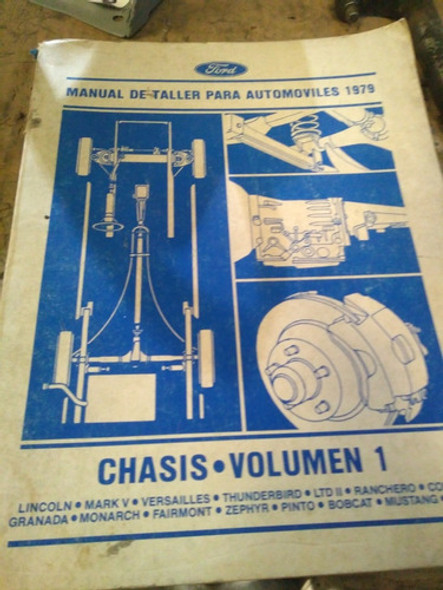 Ford
MANUAL DE TALLER PARA AUTOMOVILES 1979
CHASIS • VOLUMEN 1
LINCOLN • MARK V • VERSAILLES • THUNDERBIRD • LTD II • RANCHERO •
GRANADA • MONARCH • FAIRMONT • ZEPHYR • PINTO • BOBCAT • MUSTANG